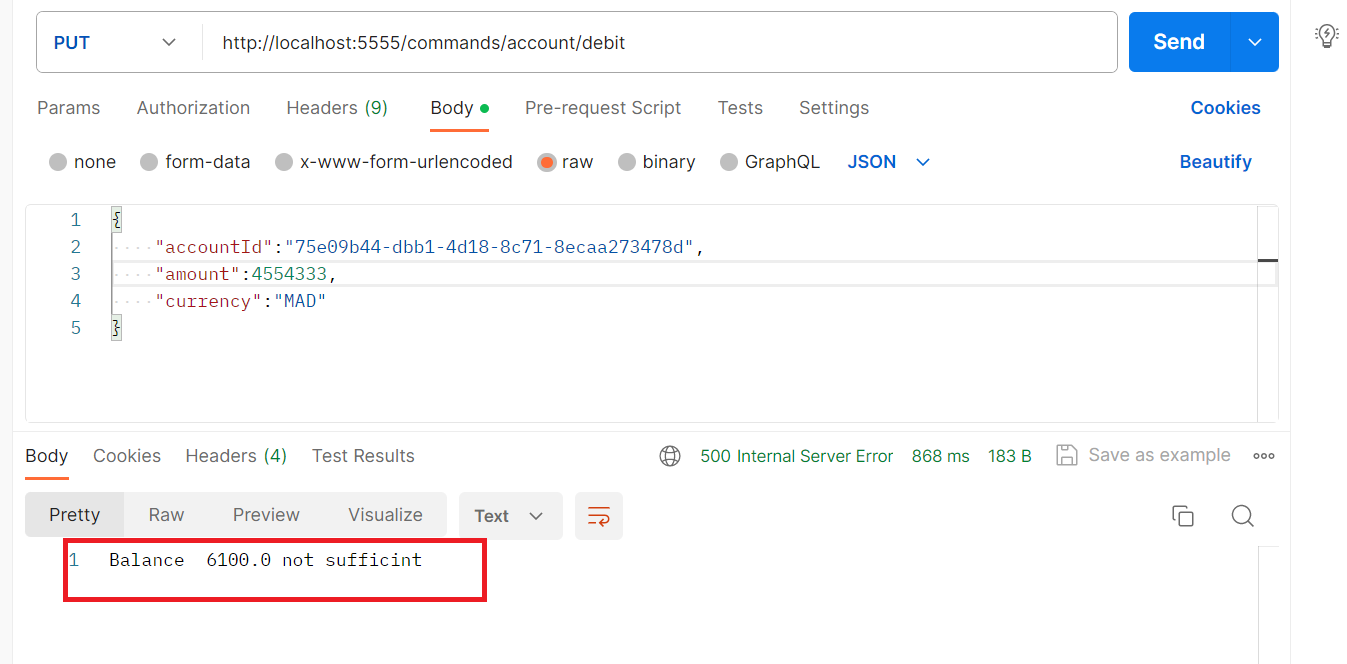 PUT http://localhost:5555/commands/account/debit Send
Params Authorization Headers (9) Body Pre-request Script Tests Settings Cookies
none form-data x-www-form-urlencoded raw binary GraphQL JSON Beautify
1 {
2 "accountId":"75e09b44-dbb1-4d18-8c71-8ecaa273478d",
3 "amount":4554333,
4 "currency":"MAD"
5 }
Body Cookies Headers (4) Test Results 500 Internal Server Error 868 ms 183 B Save as example
Pretty Raw Preview Visualize Text
1 Balance  6100.0 not sufficint